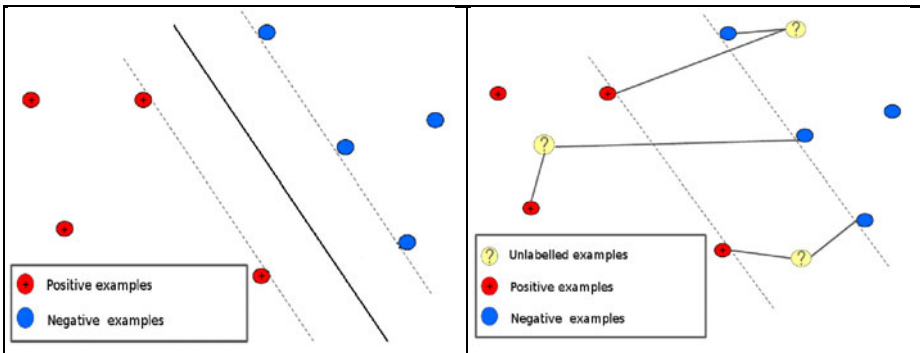 ?
?
?
Positive examples
Negative examples
? Unlabelled examples
+ Positive examples
Negative examples